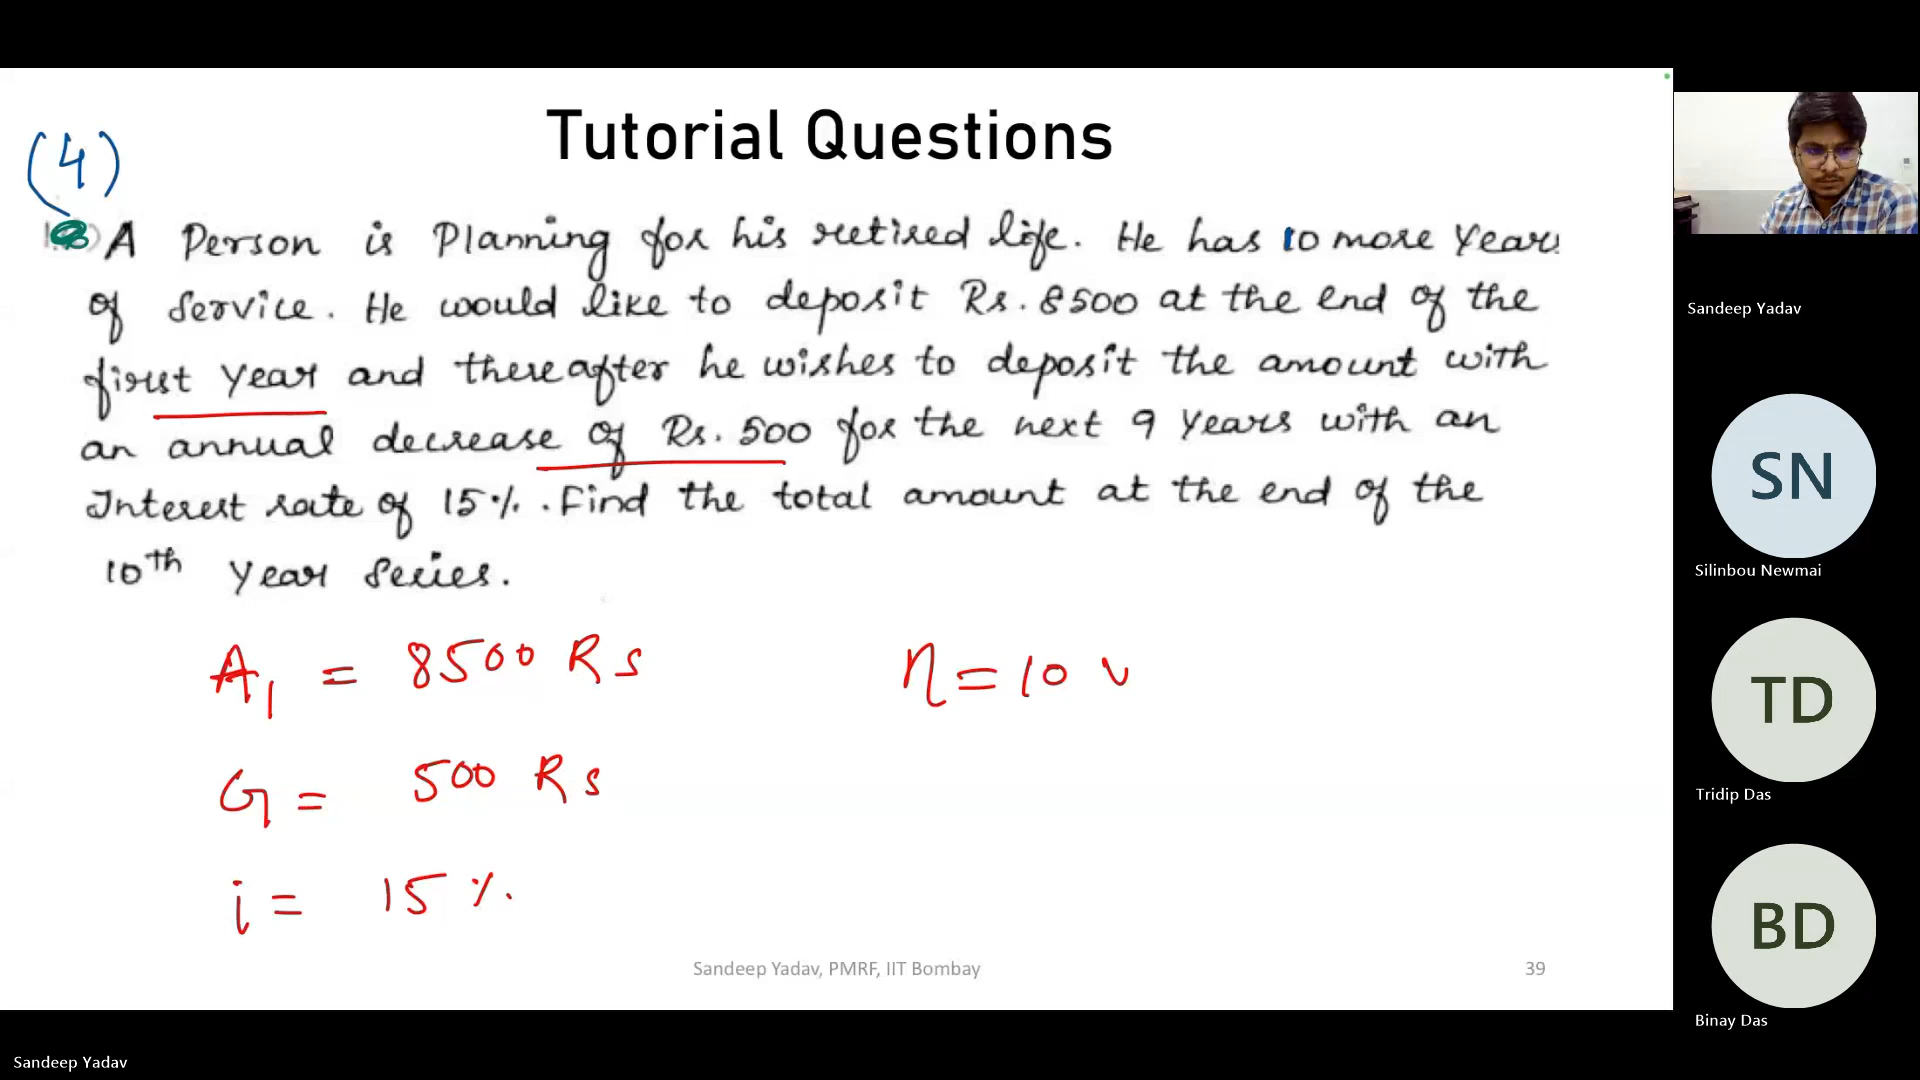 Tutorial Questions
(4)
A Person is Planning for his retired life. He has 10 more Years
of service. He would like to deposit Rs. 8500 at the end of the
first Year and thereafter he wishes to deposit the amount with
an annual decrease of Rs. 500 for the next 9 Years with an
Interest rate of 15%. Find the total amount at the end of the
10th Year series.
A1 = 8500 Rs
n = 10
G = 500 Rs
i = 15 %
Sandeep Yadav, PMRF, IIT Bombay
39
Sandeep Yadav
SN
Silinbou Newmai
TD
Tridip Das
BD
Binay Das
Sandeep Yadav